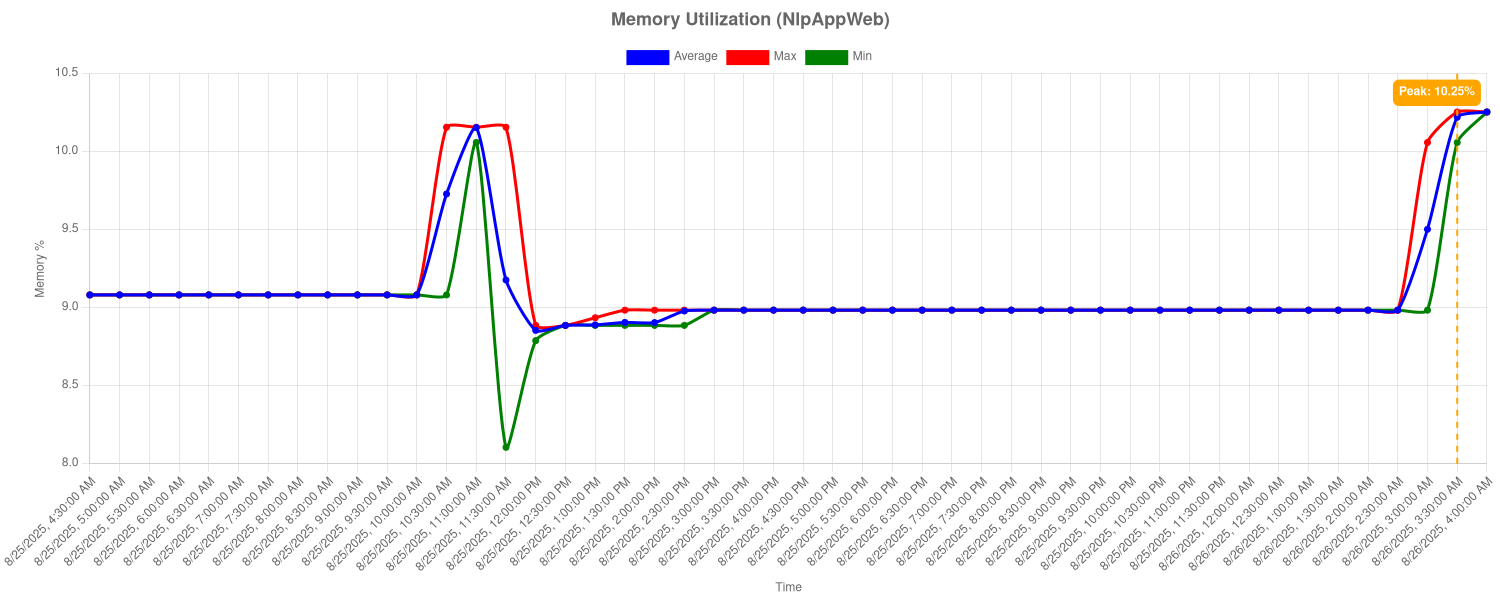 Memory Utilization (NlpAppWeb)
Average Max Min
Peak: 10.25%
10.5
10.0
9.5
9.0
8.5
8.0
Memory %
8/25/2025, 4:30:00 AM
8/25/2025, 5:00:00 AM
8/25/2025, 5:30:00 AM
8/25/2025, 6:00:00 AM
8/25/2025, 6:30:00 AM
8/25/2025, 7:00:00 AM
8/25/2025, 7:30:00 AM
8/25/2025, 8:00:00 AM
8/25/2025, 8:30:00 AM
8/25/2025, 9:00:00 AM
8/25/2025, 9:30:00 AM
8/25/2025, 10:00:00 AM
8/25/2025, 10:30:00 AM
8/25/2025, 11:00:00 AM
8/25/2025, 11:30:00 AM
8/25/2025, 12:00:00 PM
8/25/2025, 12:30:00 PM
8/25/2025, 1:00:00 PM
8/25/2025, 1:30:00 PM
8/25/2025, 2:00:00 PM
8/25/2025, 2:30:00 PM
8/25/2025, 3:00:00 PM
8/25/2025, 3:30:00 PM
8/25/2025, 4:00:00 PM
8/25/2025, 4:30:00 PM
8/25/2025, 5:00:00 PM
8/25/2025, 5:30:00 PM
8/25/2025, 6:00:00 PM
8/25/2025, 6:30:00 PM
8/25/2025, 7:00:00 PM
8/25/2025, 7:30:00 PM
8/25/2025, 8:00:00 PM
8/25/2025, 8:30:00 PM
8/25/2025, 9:00:00 PM
8/25/2025, 9:30:00 PM
8/25/2025, 10:00:00 PM
8/25/2025, 10:30:00 PM
8/25/2025, 11:00:00 PM
8/25/2025, 11:30:00 PM
8/26/2025, 12:00:00 AM
8/26/2025, 12:30:00 AM
8/26/2025, 1:00:00 AM
8/26/2025, 1:30:00 AM
8/26/2025, 2:00:00 AM
8/26/2025, 2:30:00 AM
8/26/2025, 3:00:00 AM
8/26/2025, 3:30:00 AM
8/26/2025, 4:00:00 AM
Time